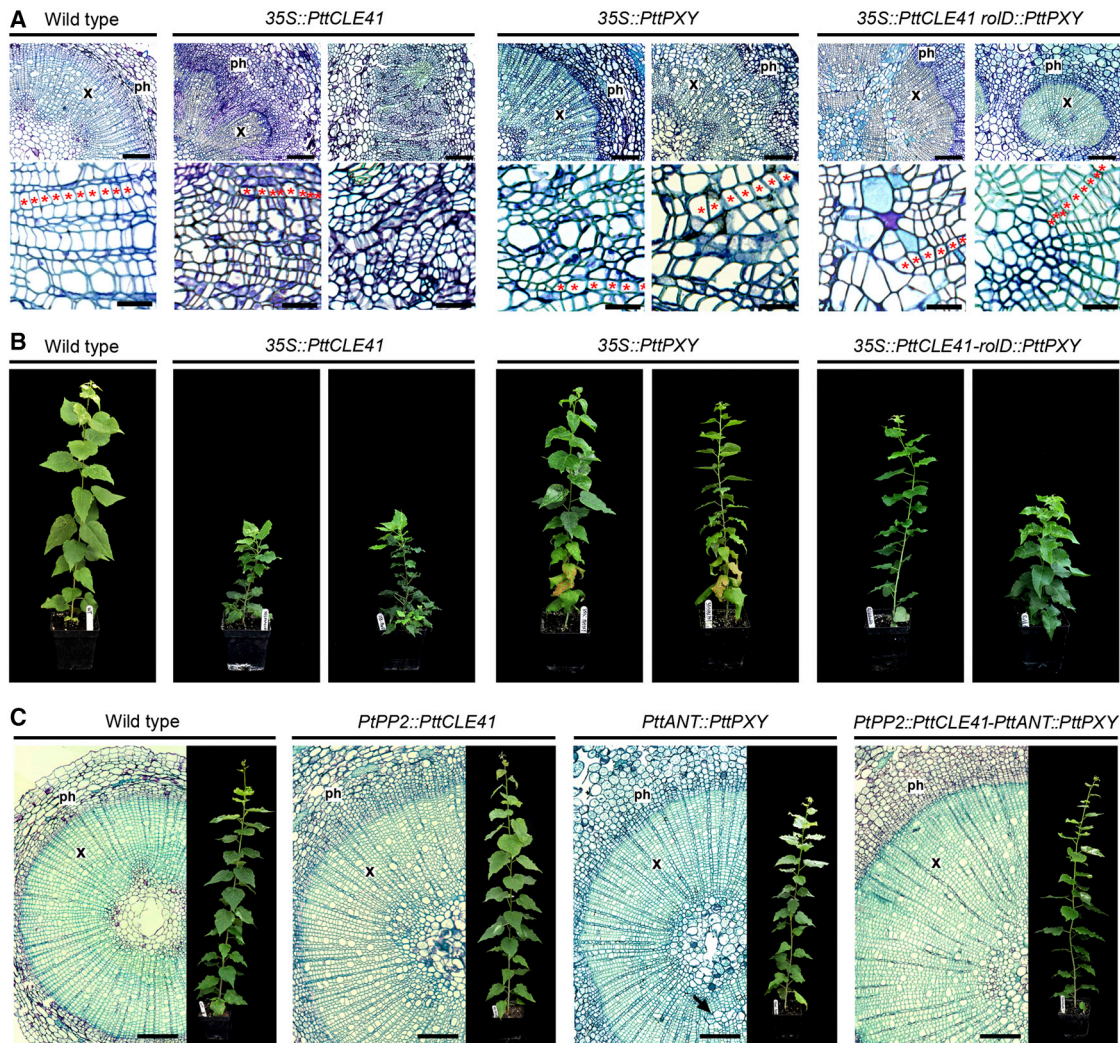 A
Wild type 35S::PttCLE41 35S::PttPXY 35S::PttCLE41 rolD::PttPXY
x ph ph x x ph x ph x ph x
B
Wild type 35S::PttCLE41 35S::PttPXY 35S::PttCLE41-rolD::PttPXY
C
Wild type PtPP2::PttCLE41 PttANT::PttPXY PtPP2::PttCLE41-PttANT::PttPXY
ph ph ph ph
x x x x